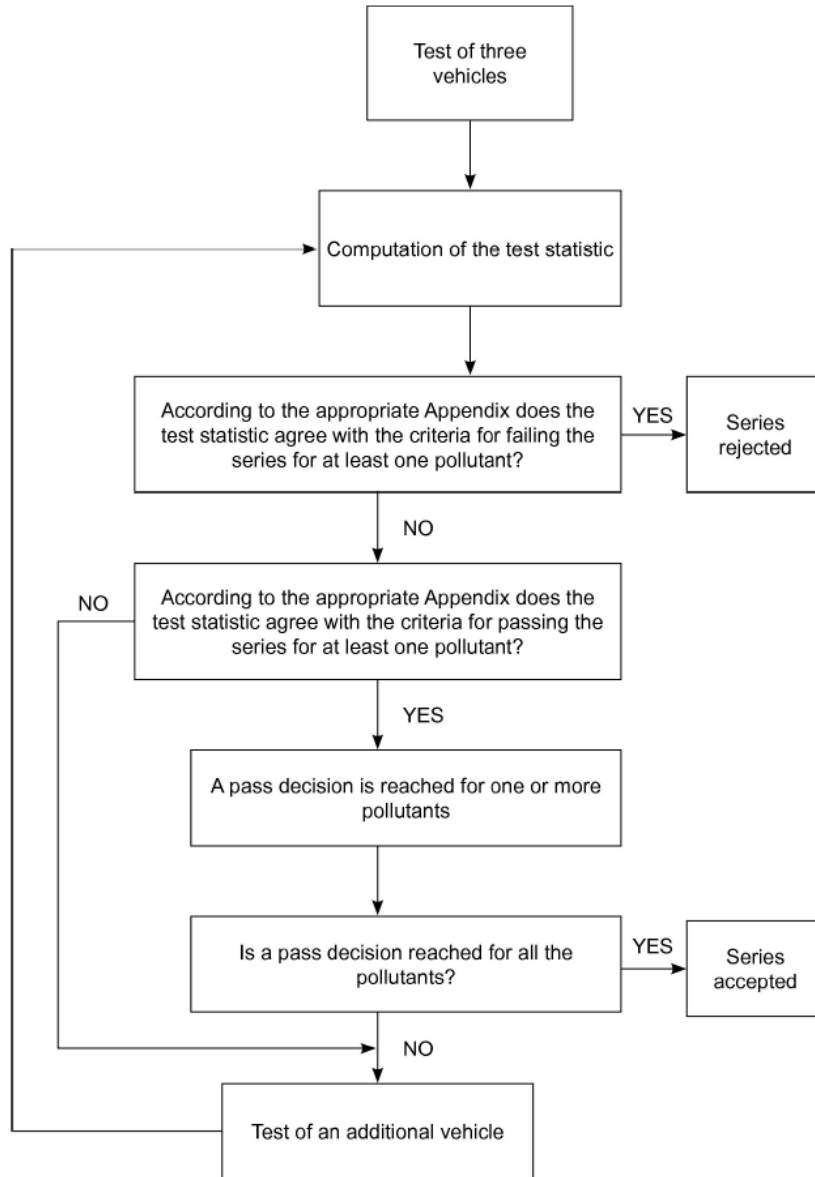 Test of three
vehicles
Computation of the test statistic
According to the appropriate Appendix does the
test statistic agree with the criteria for failing the
series for at least one pollutant?
YES
Series
rejected
NO
NO
According to the appropriate Appendix does the
test statistic agree with the criteria for passing the
series for at least one pollutant?
YES
A pass decision is reached for one or more
pollutants
Is a pass decision reached for all the
pollutants?
YES
Series
accepted
NO
Test of an additional vehicle